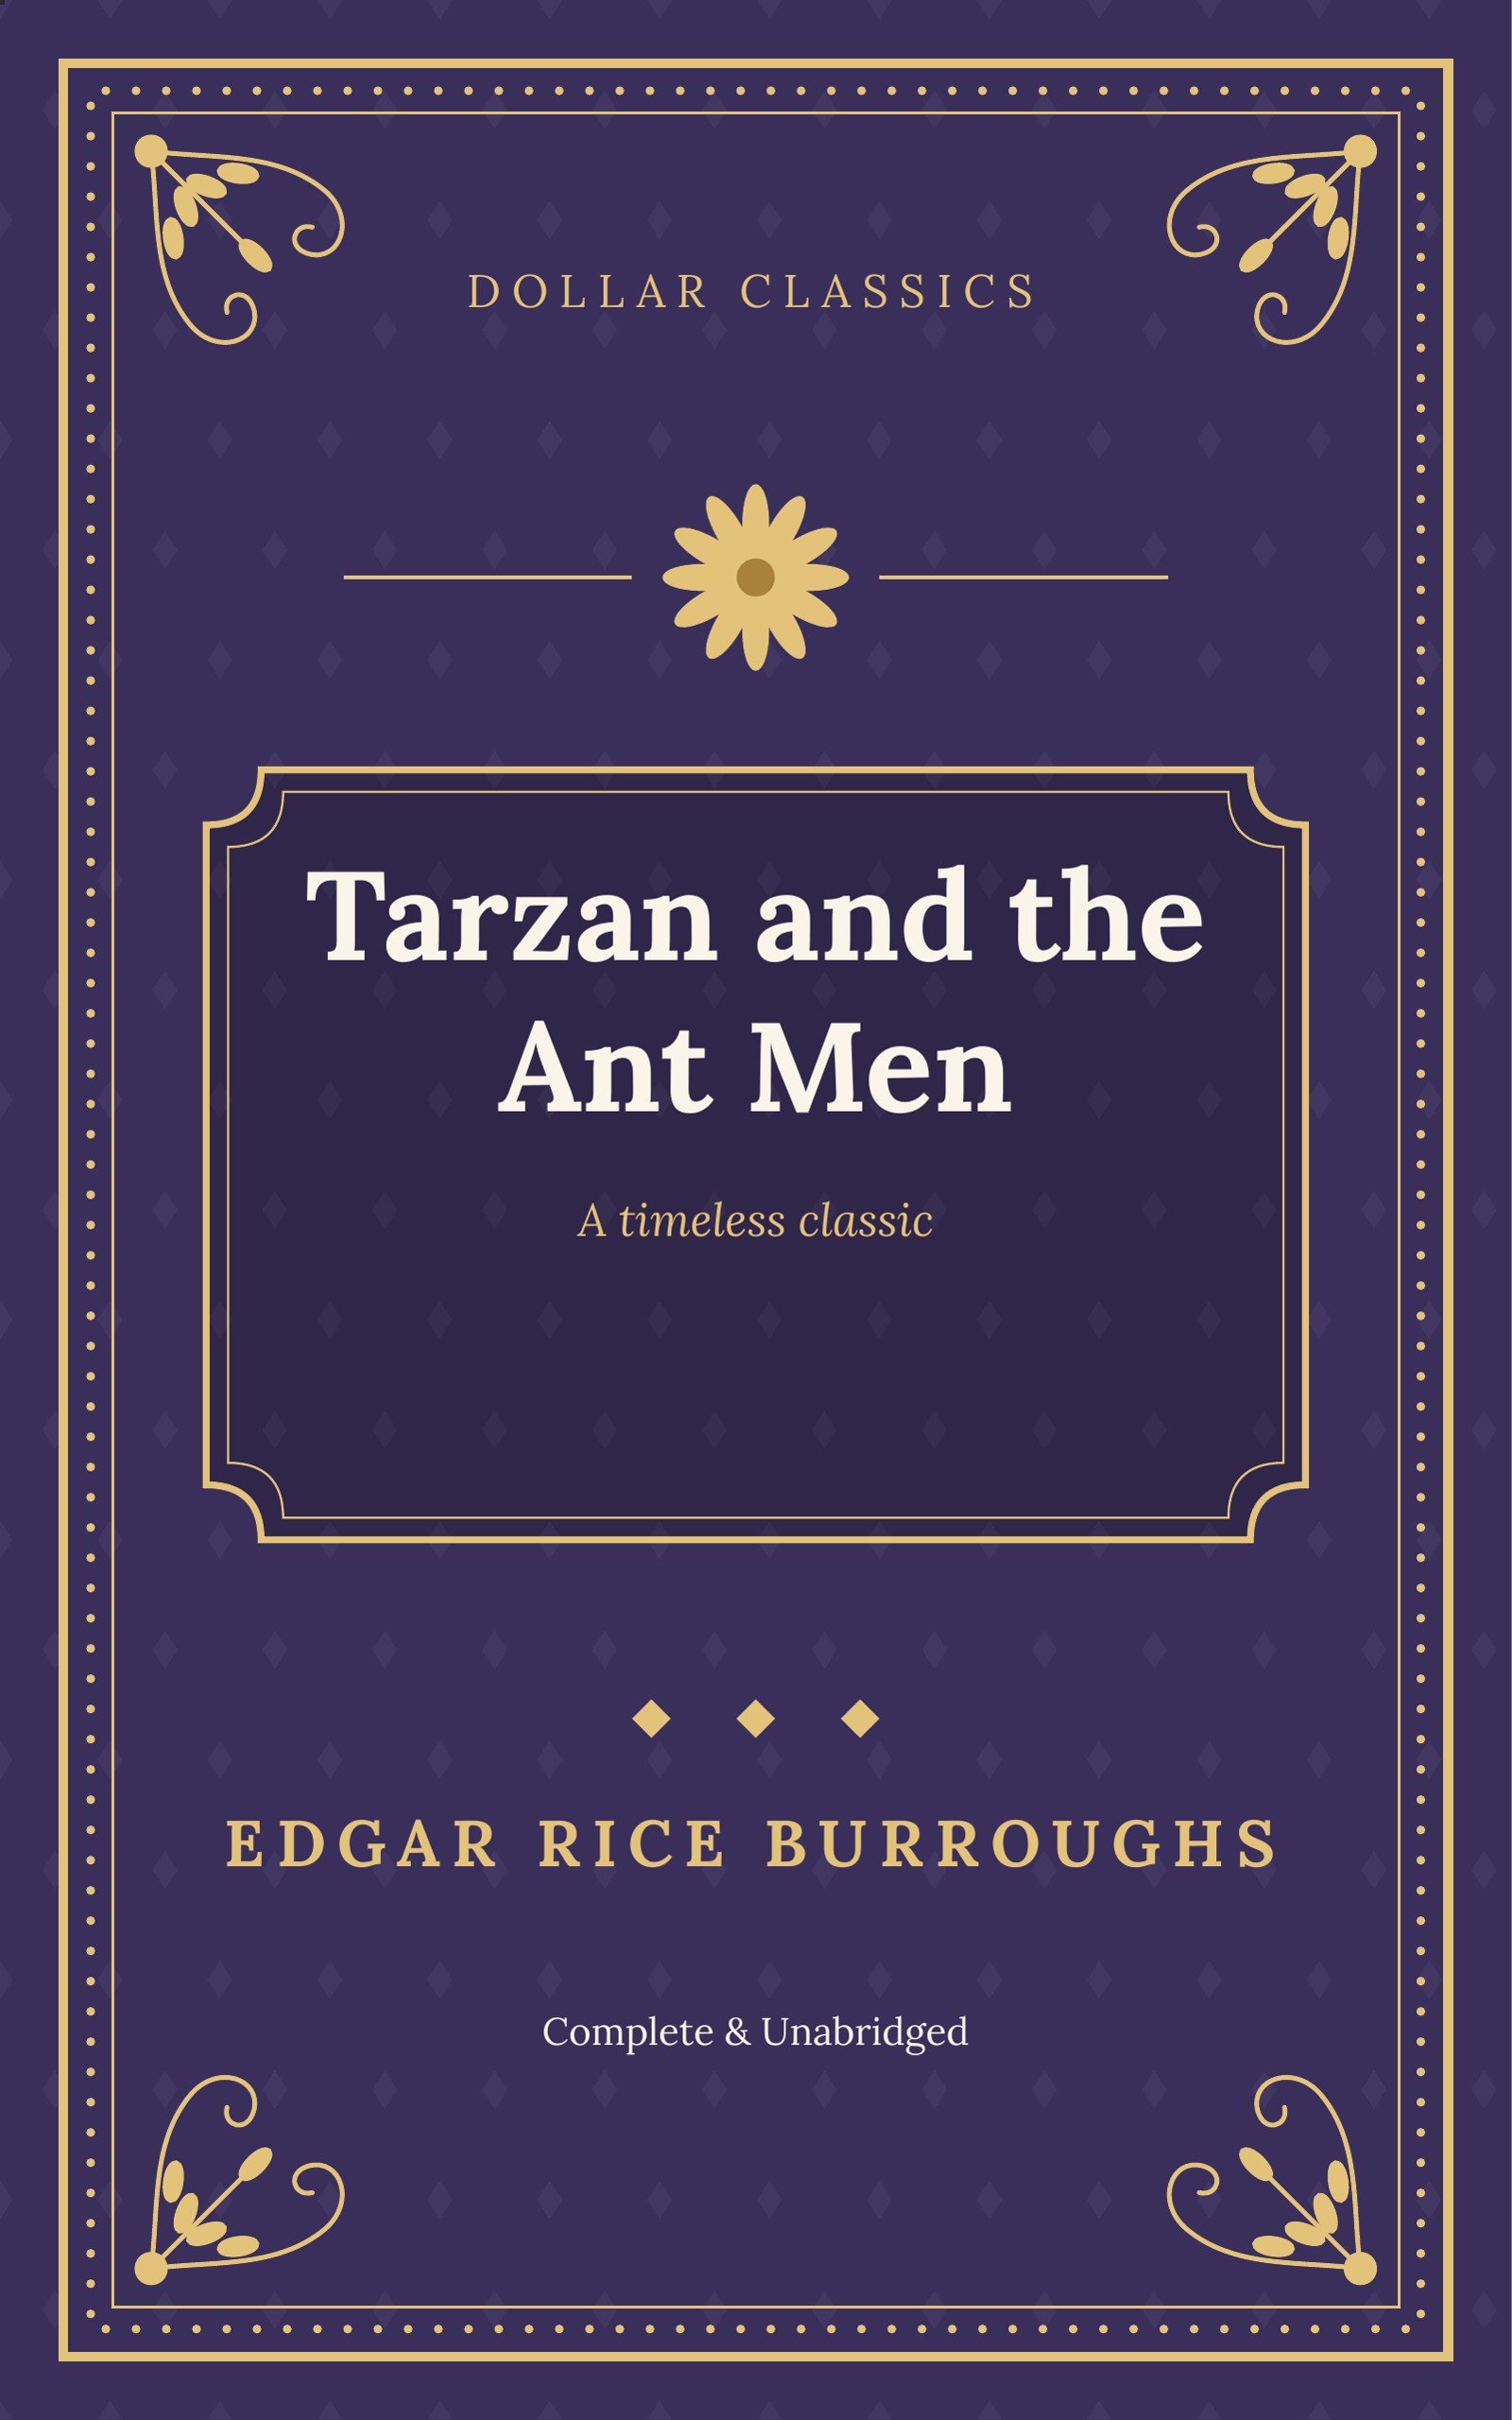 DOLLAR CLASSICS
Tarzan and the
Ant Men
A timeless classic
EDGAR RICE BURROUGHS
Complete & Unabridged